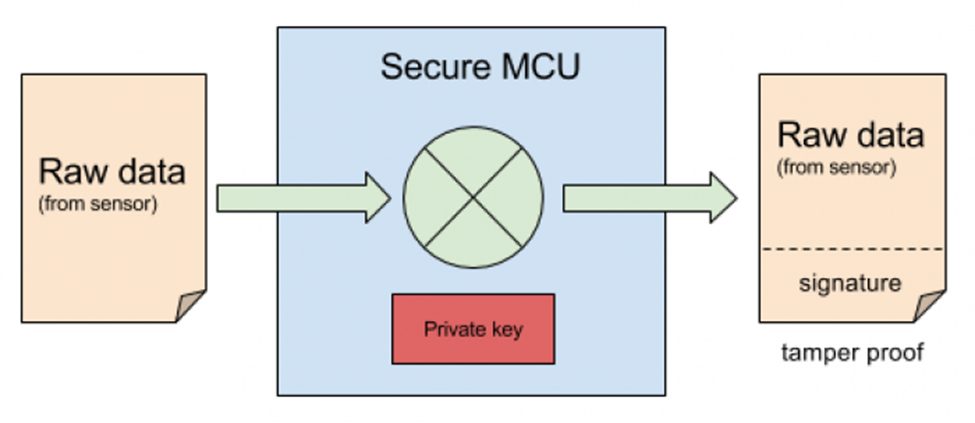 Secure MCU
Raw data
(from sensor)
Private key
Raw data
(from sensor)
signature
tamper proof